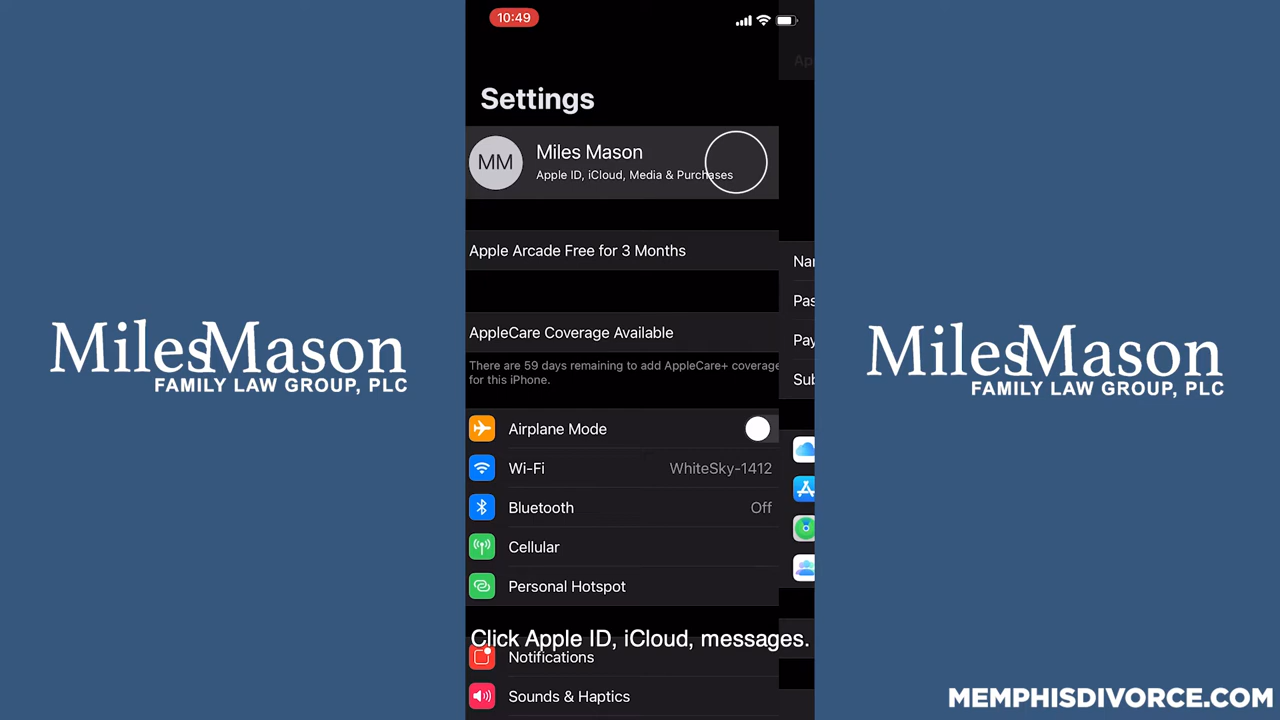 10:49
Settings
MM
Miles Mason
Apple ID, iCloud, Media & Purchases
Apple Arcade Free for 3 Months
AppleCare Coverage Available
There are 59 days remaining to add AppleCare+ coverage
for this iPhone.
Airplane Mode
Wi-Fi WhiteSky-1412
Bluetooth Off
Cellular
Personal Hotspot
Click Apple ID, iCloud, messages.
Notifications
Sounds & Haptics
MilesMason
FAMILY LAW GROUP, PLC
MilesMason
FAMILY LAW GROUP, PLC
MEMPHISDIVORCE.COM